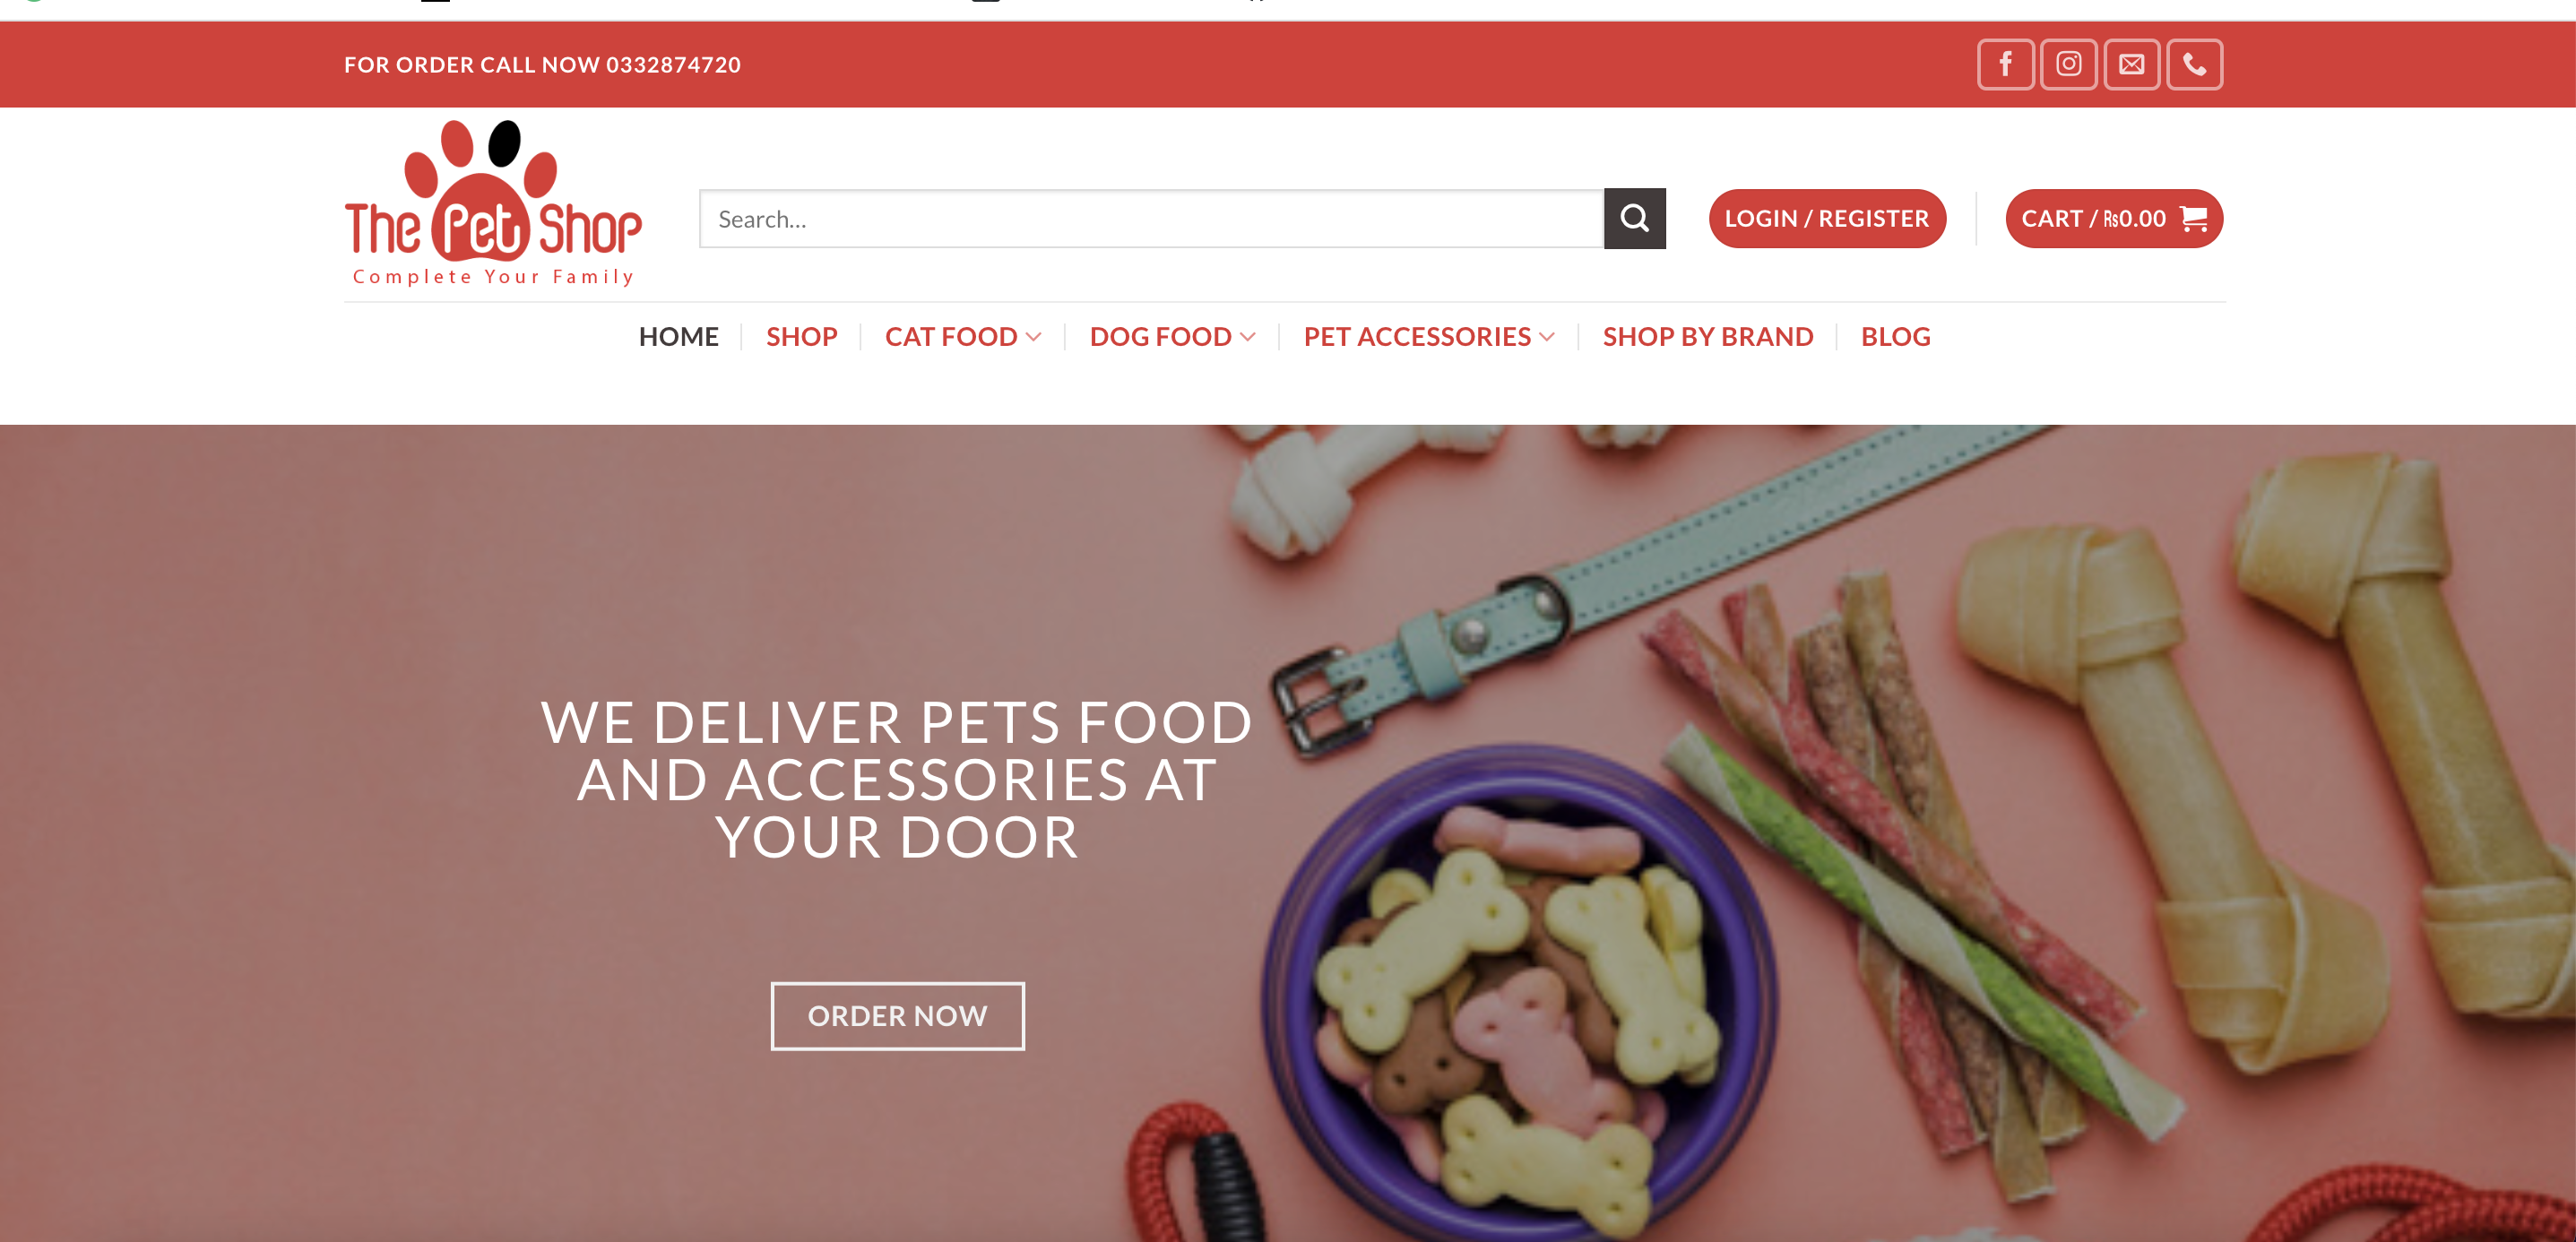 FOR ORDER CALL NOW 0332874720
The Pet Shop
Complete Your Family
Search...
LOGIN / REGISTER
CART / ₨0.00
HOME
SHOP
CAT FOOD
DOG FOOD
PET ACCESSORIES
SHOP BY BRAND
BLOG
WE DELIVER PETS FOOD
AND ACCESSORIES AT
YOUR DOOR
ORDER NOW